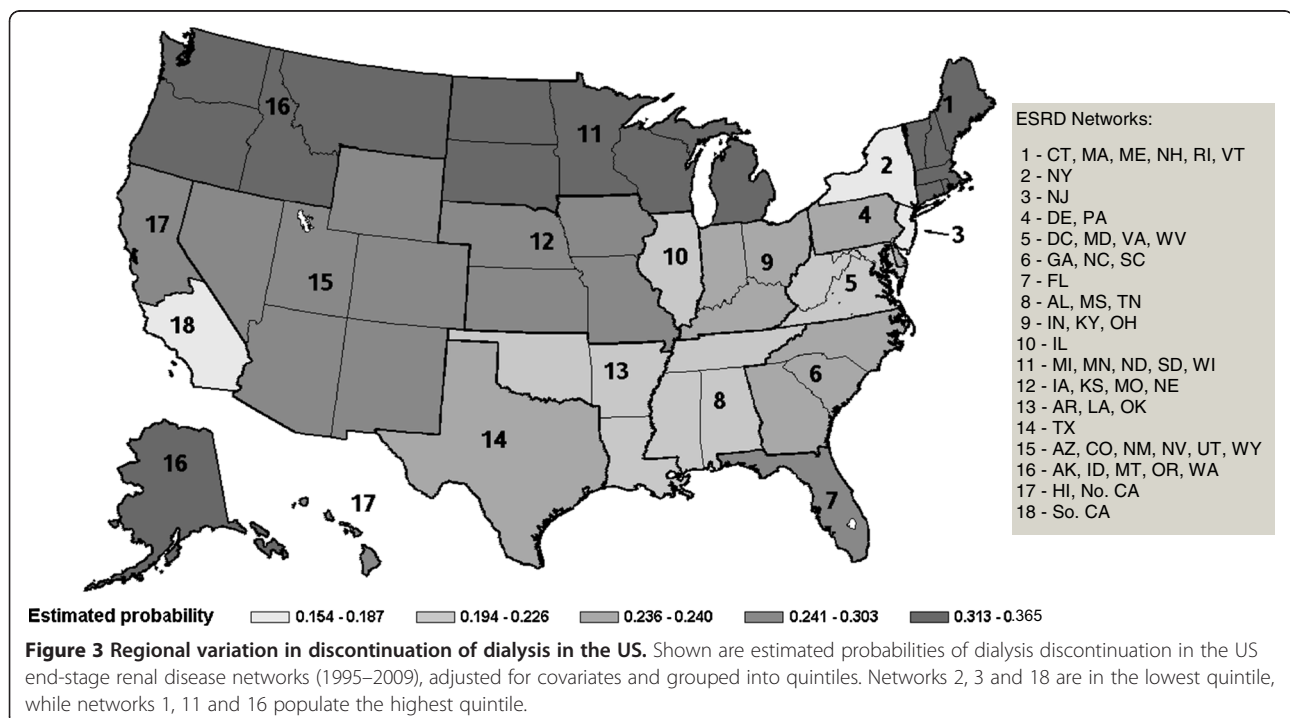 16
11
1
2
17
12
4
3
15
10
9
5
18
13
6
14
8
16
17
7
ESRD Networks:
1 - CT, MA, ME, NH, RI, VT
2 - NY
3 - NJ
4 - DE, PA
5 - DC, MD, VA, WV
6 - GA, NC, SC
7 - FL
8 - AL, MS, TN
9 - IN, KY, OH
10 - IL
11 - MI, MN, ND, SD, WI
12 - IA, KS, MO, NE
13 - AR, LA, OK
14 - TX
15 - AZ, CO, NM, NV, UT, WY
16 - AK, ID, MT, OR, WA
17 - HI, No. CA
18 - So. CA
Estimated probability 0.154 - 0.187 0.194 - 0.226 0.236 - 0.240 0.241 - 0.303 0.313 - 0.365
Figure 3 Regional variation in discontinuation of dialysis in the US. Shown are estimated probabilities of dialysis discontinuation in the US
end-stage renal disease networks (1995–2009), adjusted for covariates and grouped into quintiles. Networks 2, 3 and 18 are in the lowest quintile,
while networks 1, 11 and 16 populate the highest quintile.